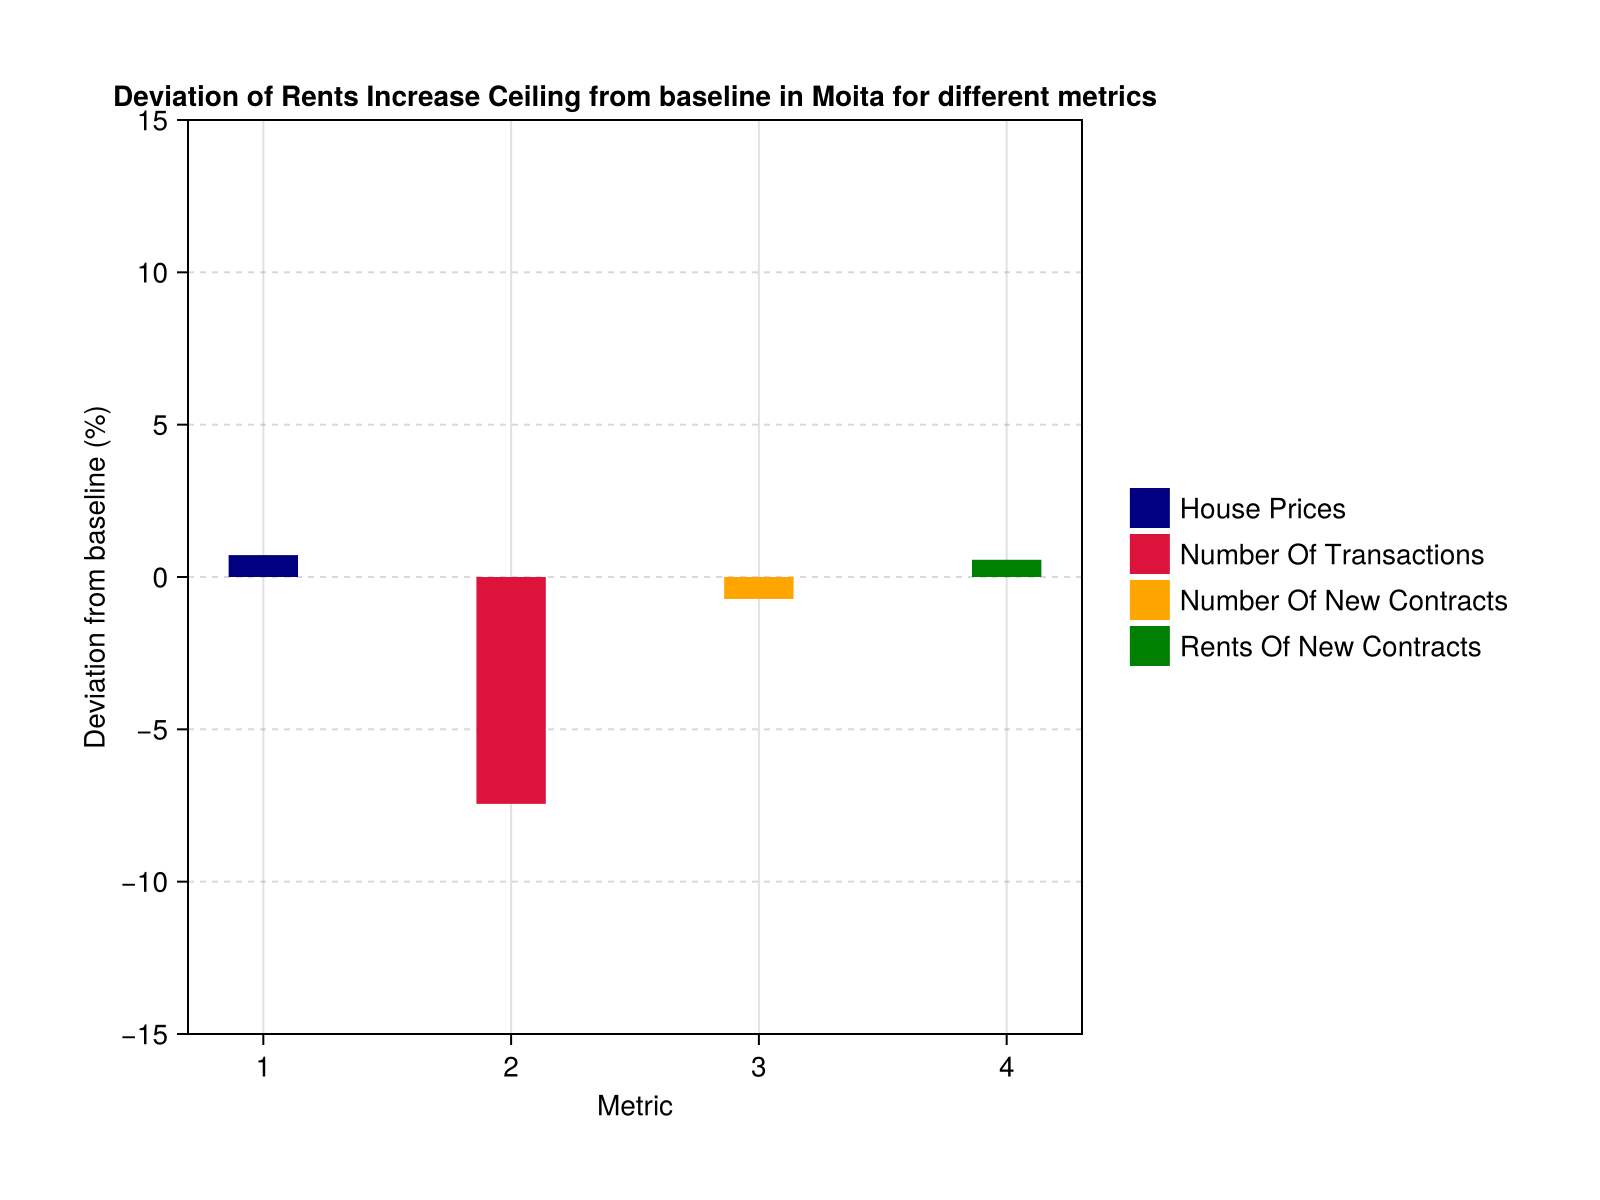 Deviation of Rents Increase Ceiling from baseline in Moita for different metrics
15
10
5
0
−5
−10
−15
Deviation from baseline (%)
1 2 3 4
Metric
House Prices
Number Of Transactions
Number Of New Contracts
Rents Of New Contracts